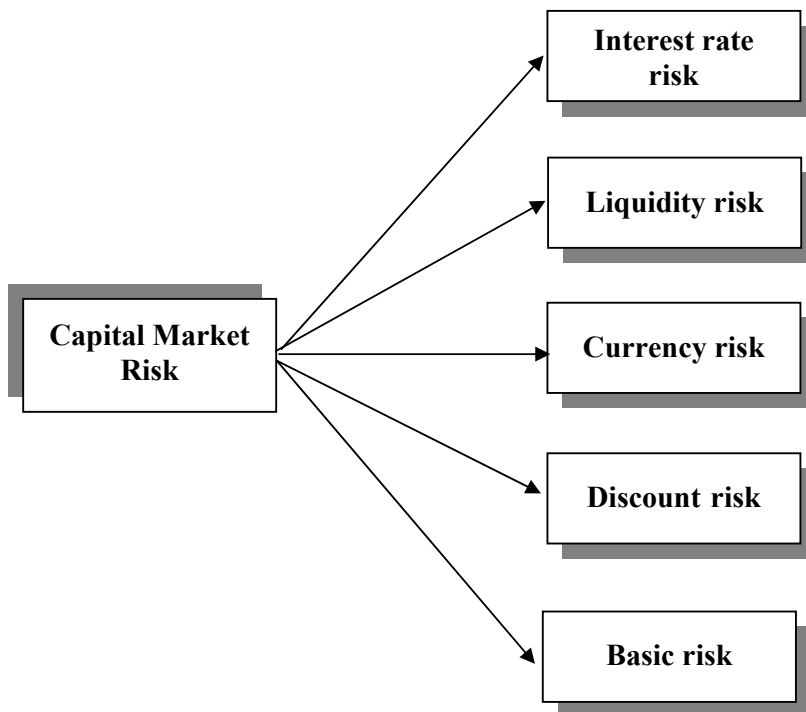 Interest rate
risk
Liquidity risk
Capital Market
Risk
Currency risk
Discount risk
Basic risk